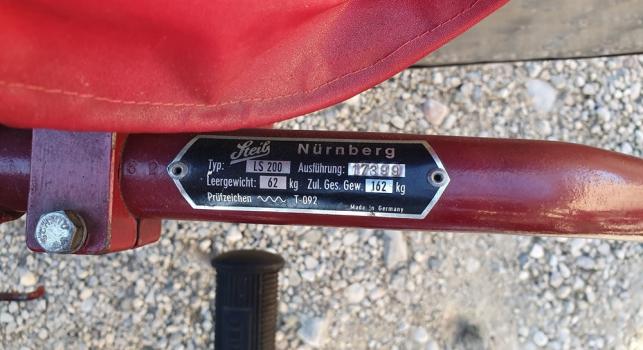 Steib Nürnberg
Typ: LS 200 Ausführung: 17399
Leergewicht: 62 kg Zul. Ges. Gew. 162 kg
Prüfzeichen T-092
Made in Germany